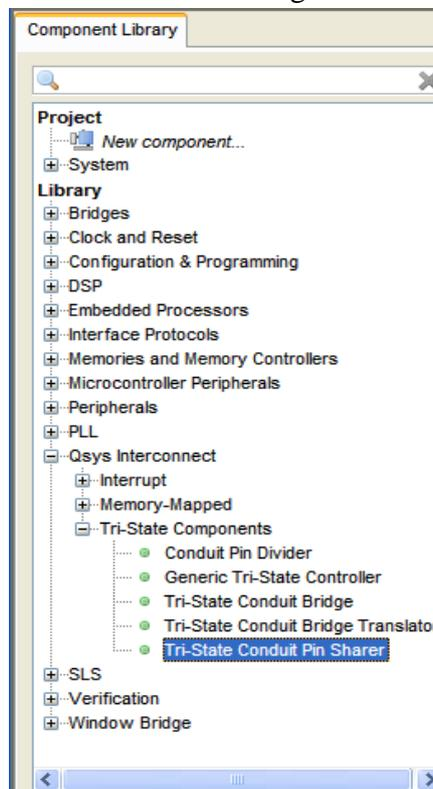 Component Library
Project
New component...
System
Library
Bridges
Clock and Reset
Configuration & Programming
DSP
Embedded Processors
Interface Protocols
Memories and Memory Controllers
Microcontroller Peripherals
Peripherals
PLL
Qsys Interconnect
Interrupt
Memory-Mapped
Tri-State Components
Conduit Pin Divider
Generic Tri-State Controller
Tri-State Conduit Bridge
Tri-State Conduit Bridge Translato
Tri-State Conduit Pin Sharer
SLS
Verification
Window Bridge